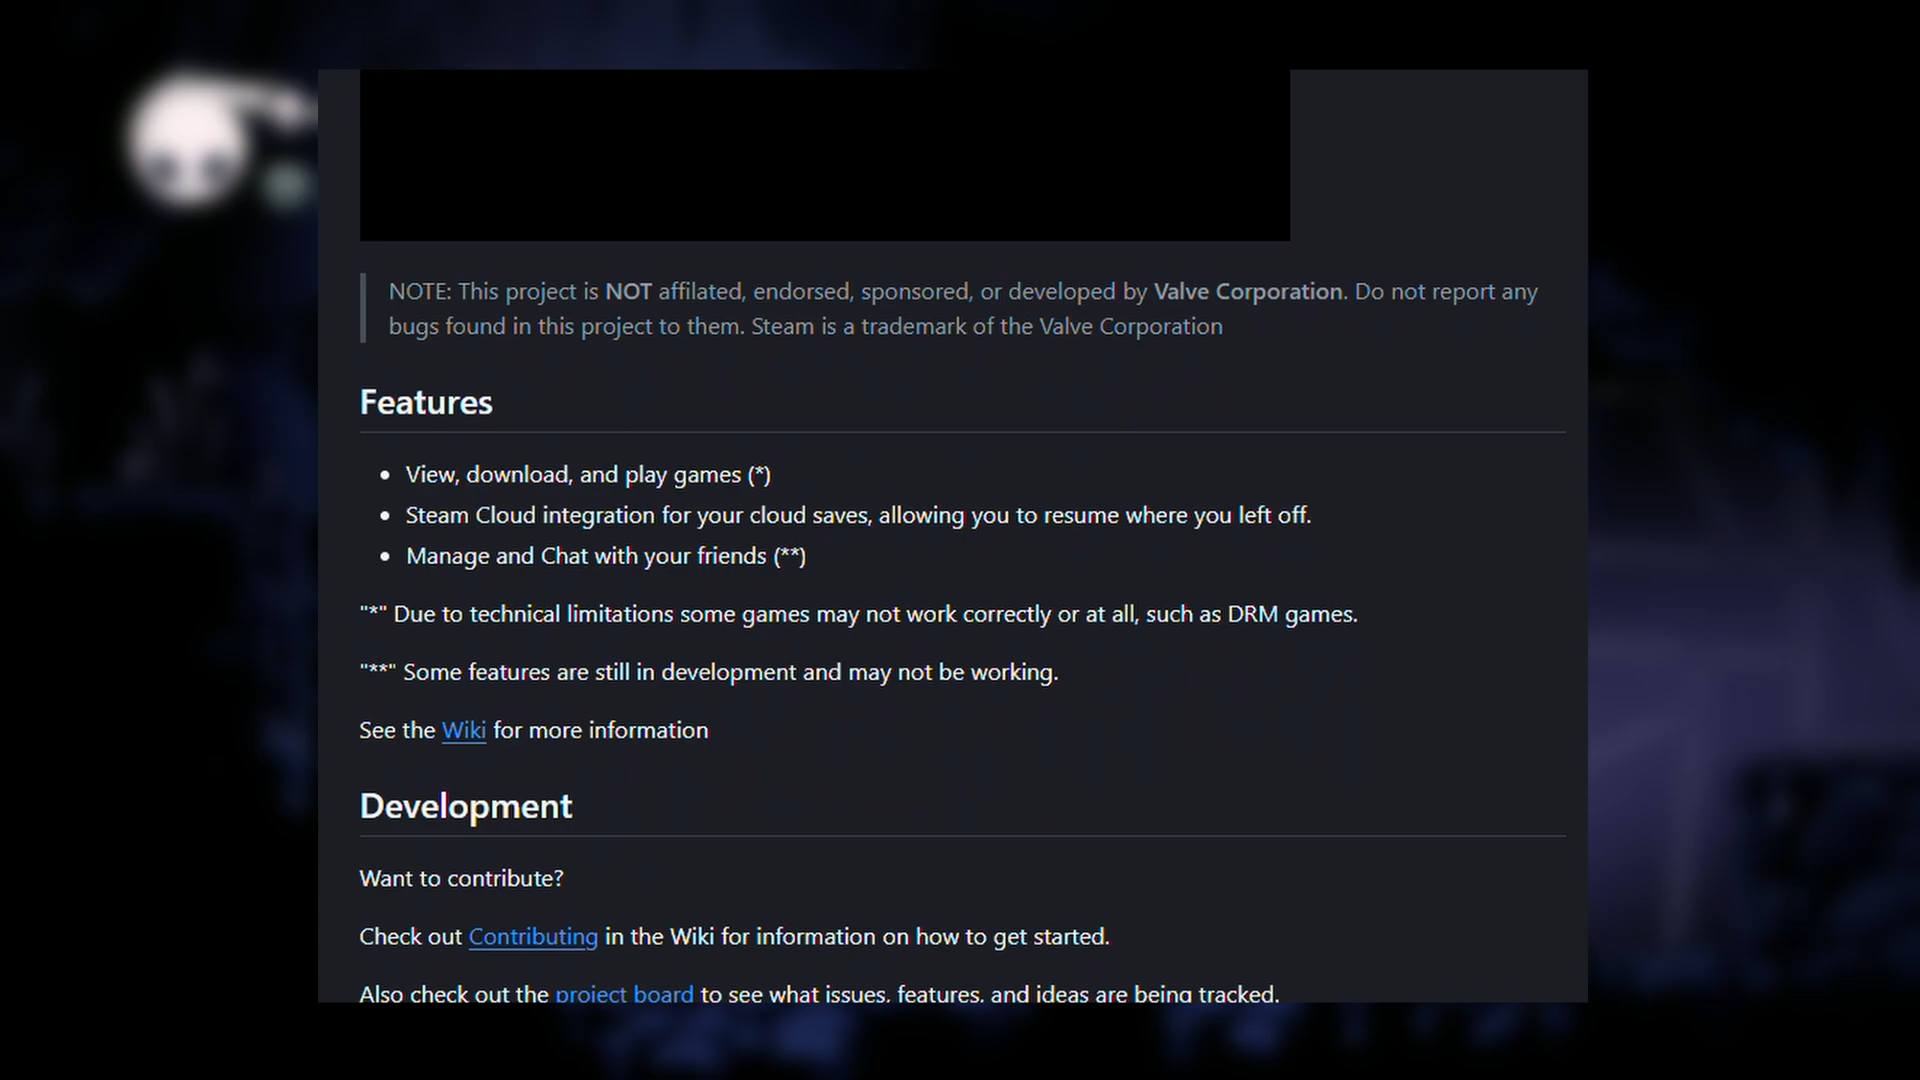 NOTE: This project is NOT affilated, endorsed, sponsored, or developed by Valve Corporation. Do not report any
bugs found in this project to them. Steam is a trademark of the Valve Corporation
Features
• View, download, and play games (*)
• Steam Cloud integration for your cloud saves, allowing you to resume where you left off.
• Manage and Chat with your friends (**)
"*" Due to technical limitations some games may not work correctly or at all, such as DRM games.
"**" Some features are still in development and may not be working.
See the Wiki for more information
Development
Want to contribute?
Check out Contributing in the Wiki for information on how to get started.
Also check out the project board to see what issues, features, and ideas are being tracked.